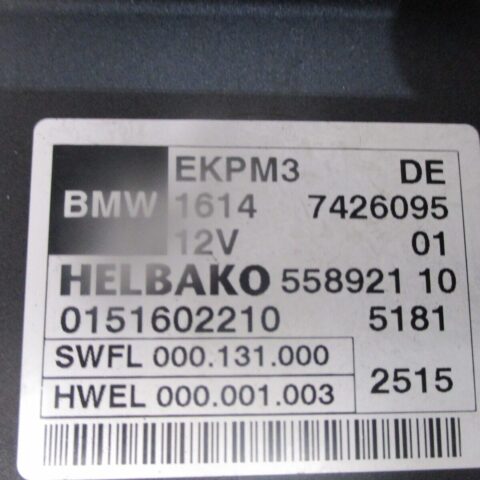 EKPM3 DE
BMW 1614 7426095
12V 01
HELBAKO 558921 10
0151602210 5181
SWFL 000.131.000
HWEL 000.001.003 2515